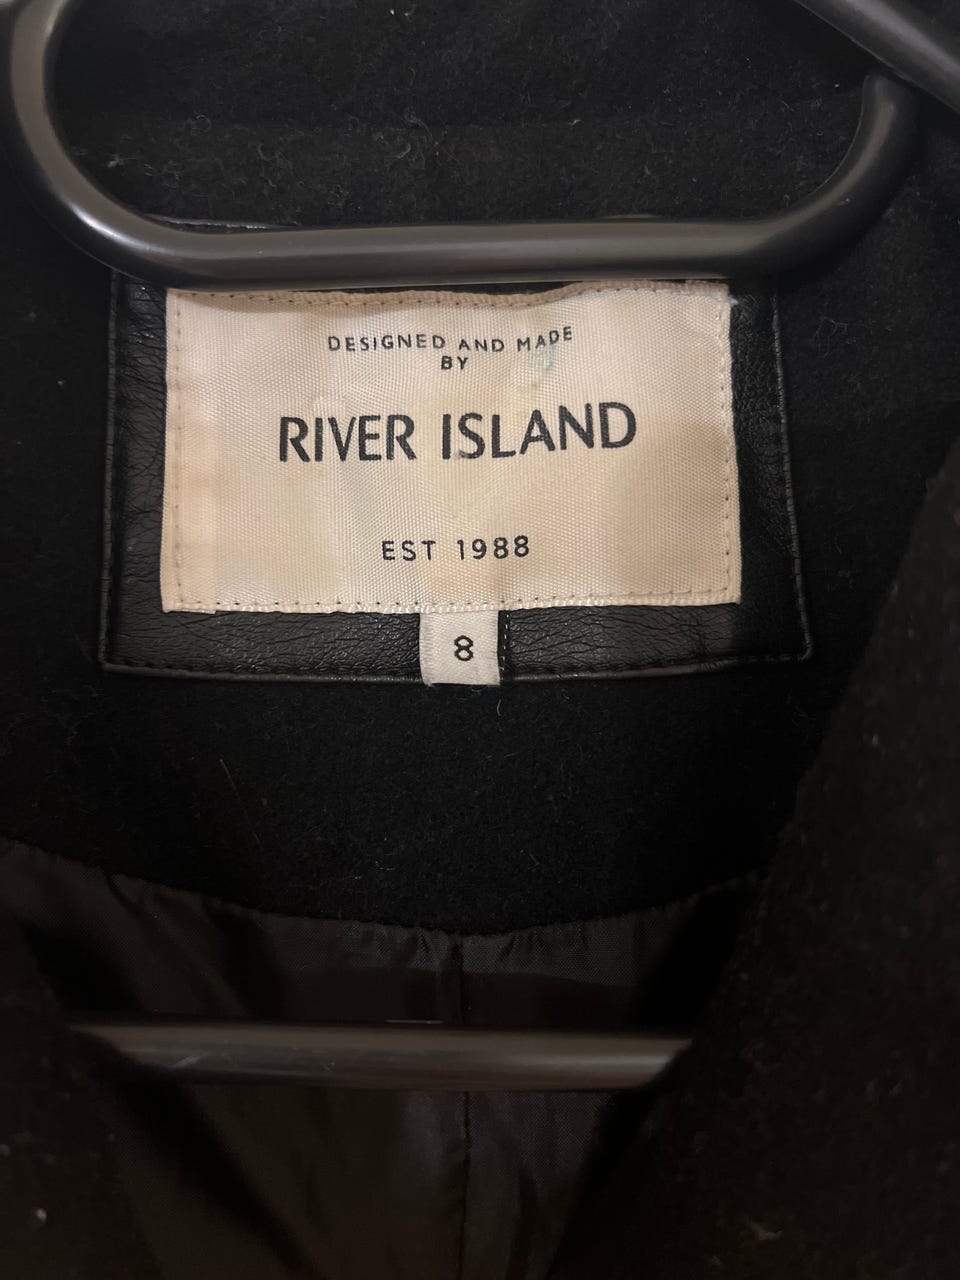 DESIGNED AND MADE
BY
RIVER ISLAND
EST 1988
8